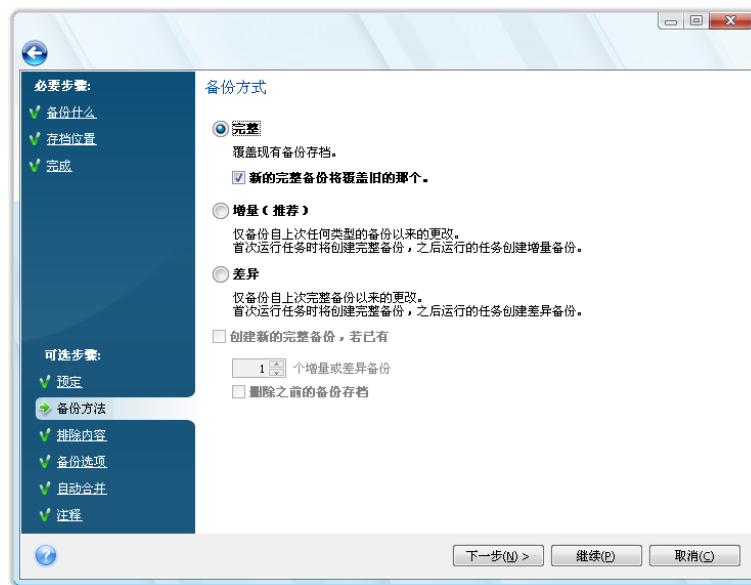 必要步骤:
备份什么
存档位置
完成
可选步骤:
预定
备份方法
排除内容
备份选项
自动合并
注释
备份方式
完整
覆盖现有备份存档。
新的完整备份将覆盖旧的那个。
增量(推荐)
仅备份自上次任何类型的备份以来的更改。
首次运行任务时将创建完整备份,之后运行的任务创建增量备份。
差异
仅备份自上次完整备份以来的更改。
首次运行任务时将创建完整备份,之后运行的任务创建差异备份。
创建新的完整备份,若已有
1 个增量或差异备份
删除之前的备份存档
下一步(N) > 继续(P) 取消(C)